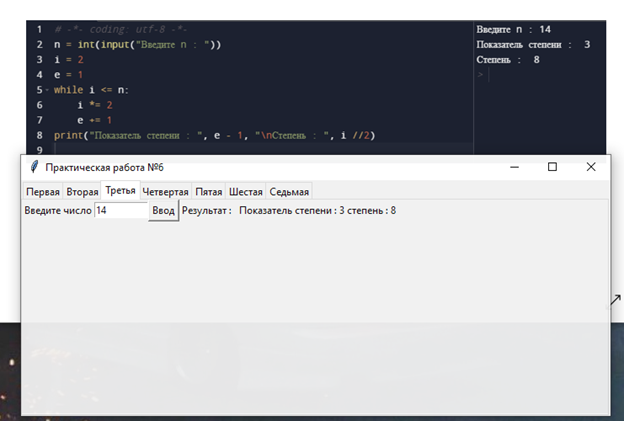 1 # -*- coding: utf-8 -*-
2 n = int(input("Введите n : "))
3 i = 2
4 e = 1
5 while i <= n:
6 i *= 2
7 e += 1
8 print("Показатель степени : ", e - 1, "\nСтепень : ", i //2)
9
Введите n : 14
Показатель степени :  3
Степень :  8
>
Практическая работа №6
Первая Вторая Третья Четвертая Пятая Шестая Седьмая
Введите число 14 Ввод Результат : Показатель степени : 3 степень : 8